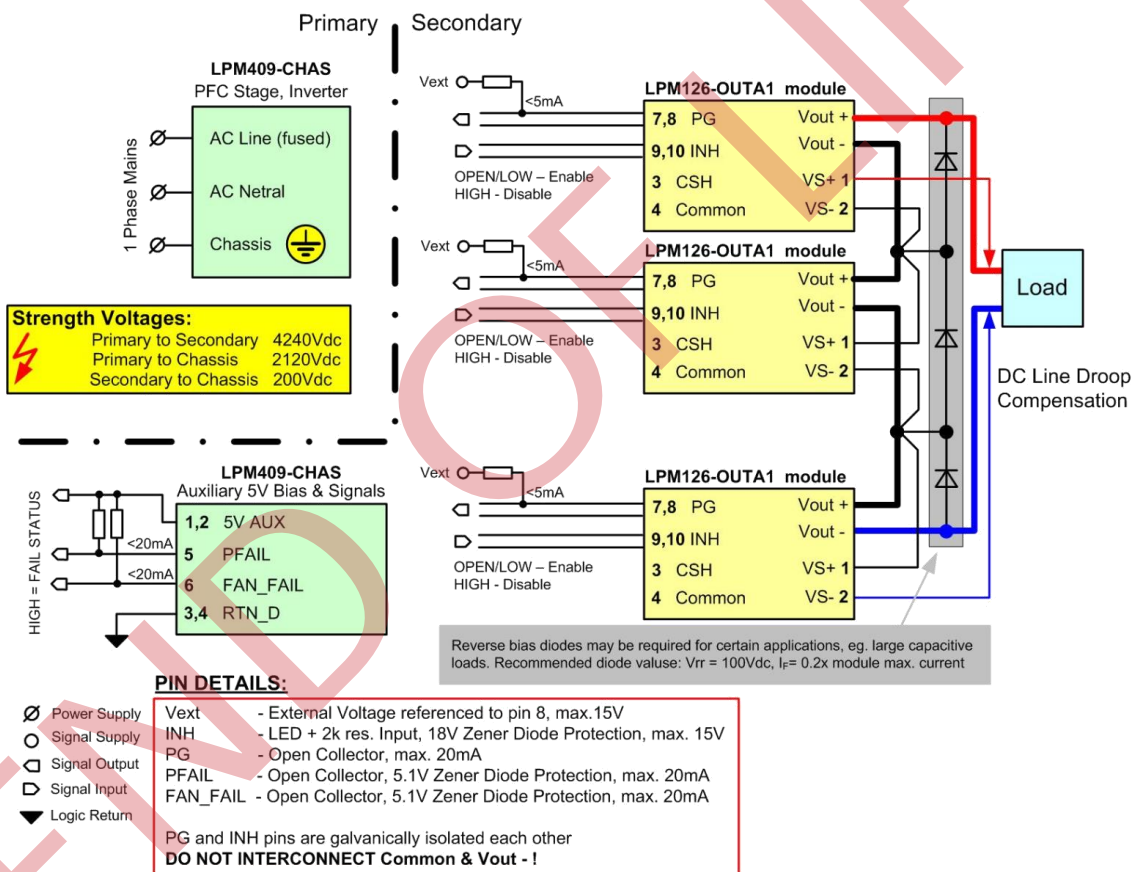 Primary
Secondary
LPM409-CHAS
PFC Stage, Inverter
1 Phase Mains
AC Line (fused)
AC Netral
Chassis
Strength Voltages:
Primary to Secondary 4240Vdc
Primary to Chassis 2120Vdc
Secondary to Chassis 200Vdc
LPM409-CHAS
Auxiliary 5V Bias & Signals
HIGH = FAIL STATUS
1,2 5V AUX
<20mA
5 PFAIL
<20mA
6 FAN_FAIL
3,4 RTN_D
Vext
<5mA
OPEN/LOW – Enable
HIGH - Disable
LPM126-OUTA1 module
7,8 PG Vout +
Vout -
9,10 INH
3 CSH VS+ 1
4 Common VS- 2
Vext
<5mA
OPEN/LOW – Enable
HIGH - Disable
LPM126-OUTA1 module
7,8 PG Vout +
9,10 INH Vout -
3 CSH VS+ 1
4 Common VS- 2
Vext
<5mA
OPEN/LOW – Enable
HIGH - Disable
LPM126-OUTA1 module
7,8 PG Vout +
9,10 INH Vout -
3 CSH VS+ 1
4 Common VS- 2
Load
DC Line Droop
Compensation
Reverse bias diodes may be required for certain applications, eg. large capacitive
loads. Recommended diode valuse: Vrr = 100Vdc, IF= 0.2x module max. current
PIN DETAILS:
Power Supply
Signal Supply
Signal Output
Signal Input
Logic Return
Vext - External Voltage referenced to pin 8, max.15V
INH - LED + 2k res. Input, 18V Zener Diode Protection, max. 15V
PG - Open Collector, max. 20mA
PFAIL - Open Collector, 5.1V Zener Diode Protection, max. 20mA
FAN_FAIL - Open Collector, 5.1V Zener Diode Protection, max. 20mA
PG and INH pins are galvanically isolated each other
DO NOT INTERCONNECT Common & Vout - !
END OF LIF